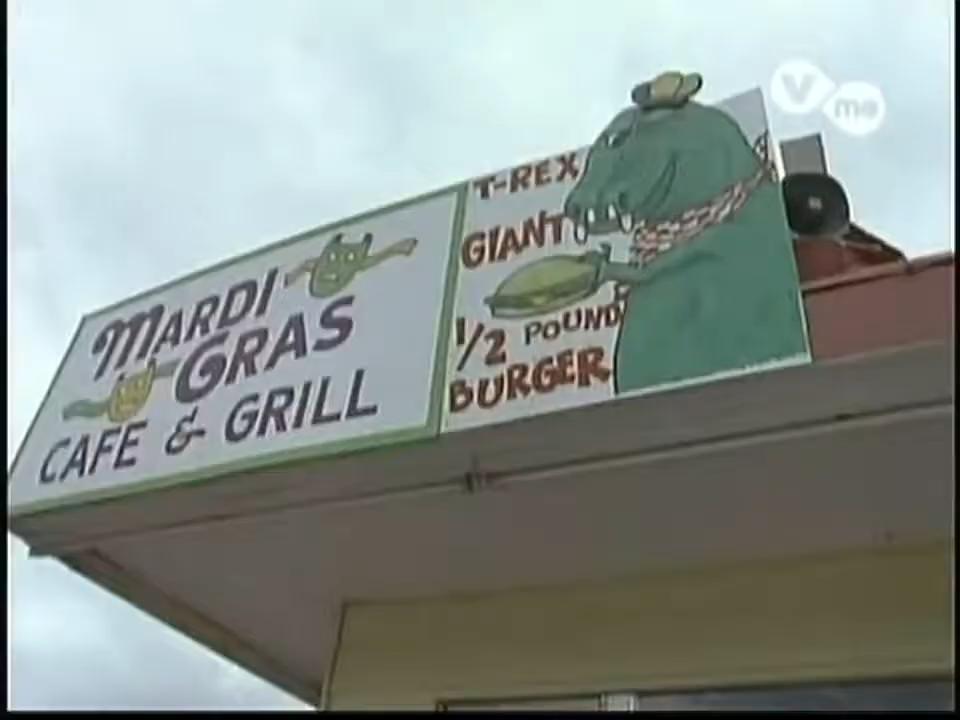 MARDI
GRAS
CAFE & GRILL
T-REX
GIANT
1/2 POUND
BURGER
V me